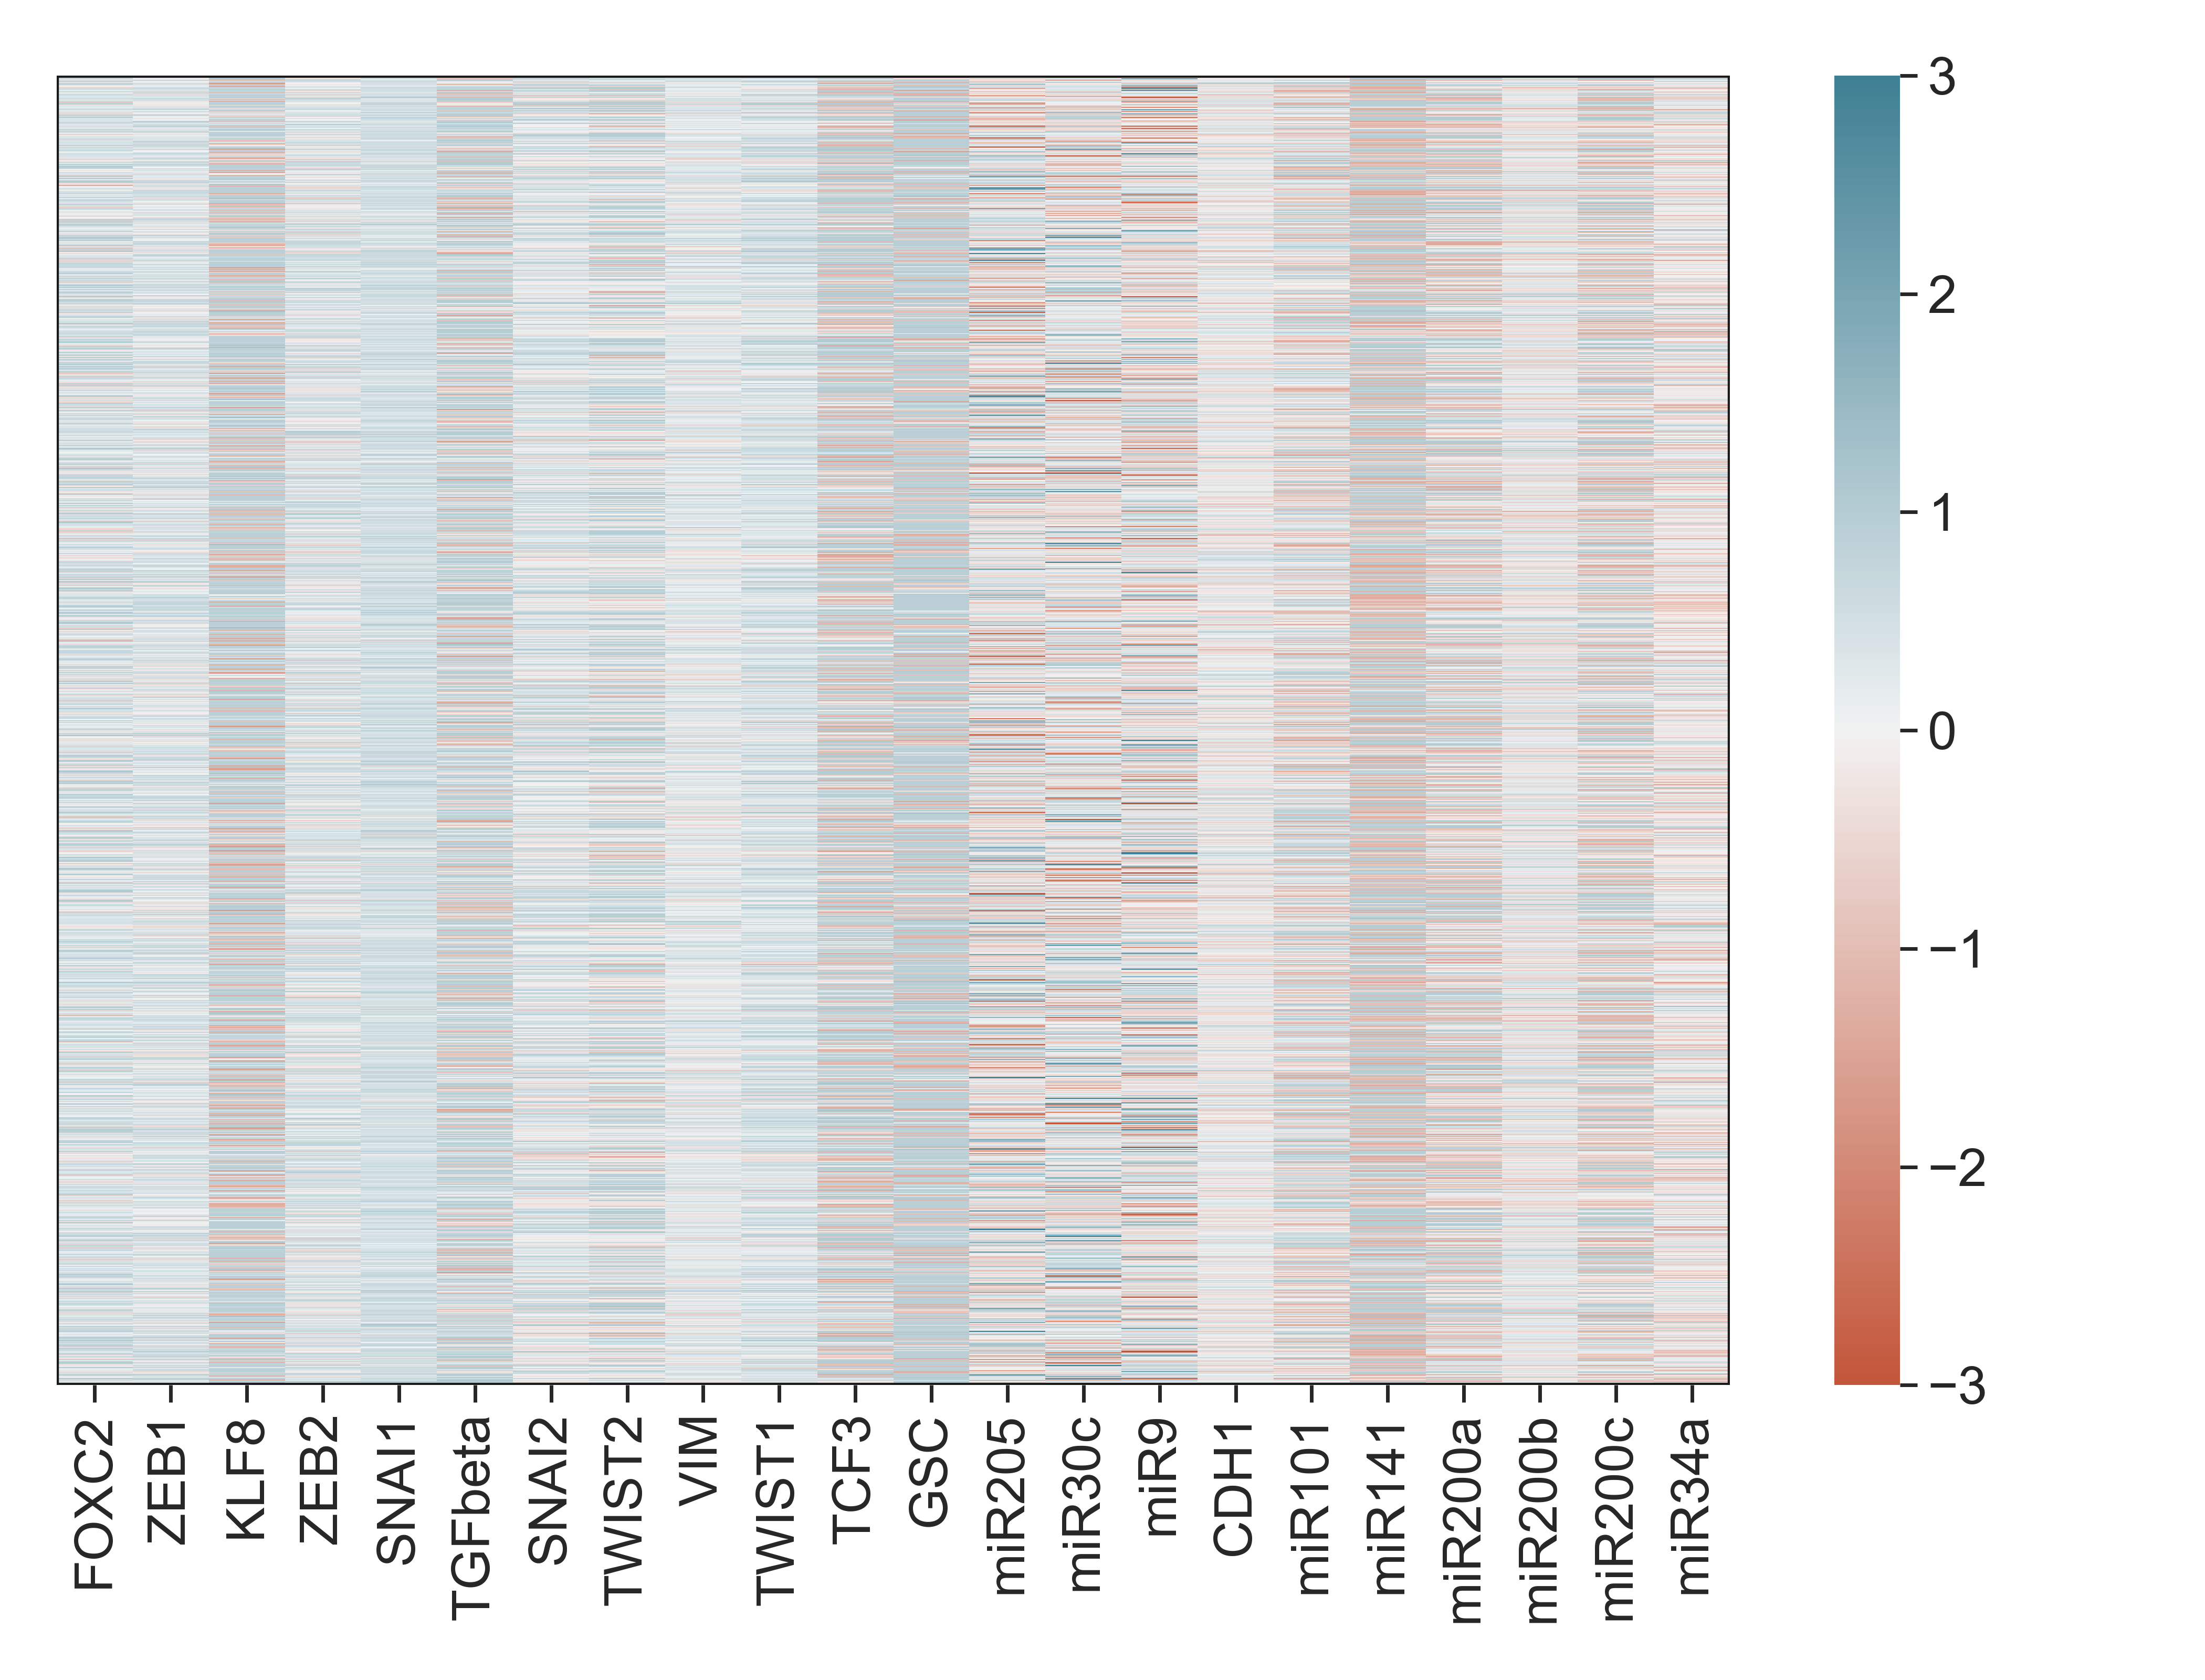 3
2
1
0
−1
−2
−3
FOXC2
ZEB1
KLF8
ZEB2
SNAI1
TGFbeta
SNAI2
TWIST2
VIM
TWIST1
TCF3
GSC
miR205
miR30c
miR9
CDH1
miR101
miR141
miR200a
miR200b
miR200c
miR34a